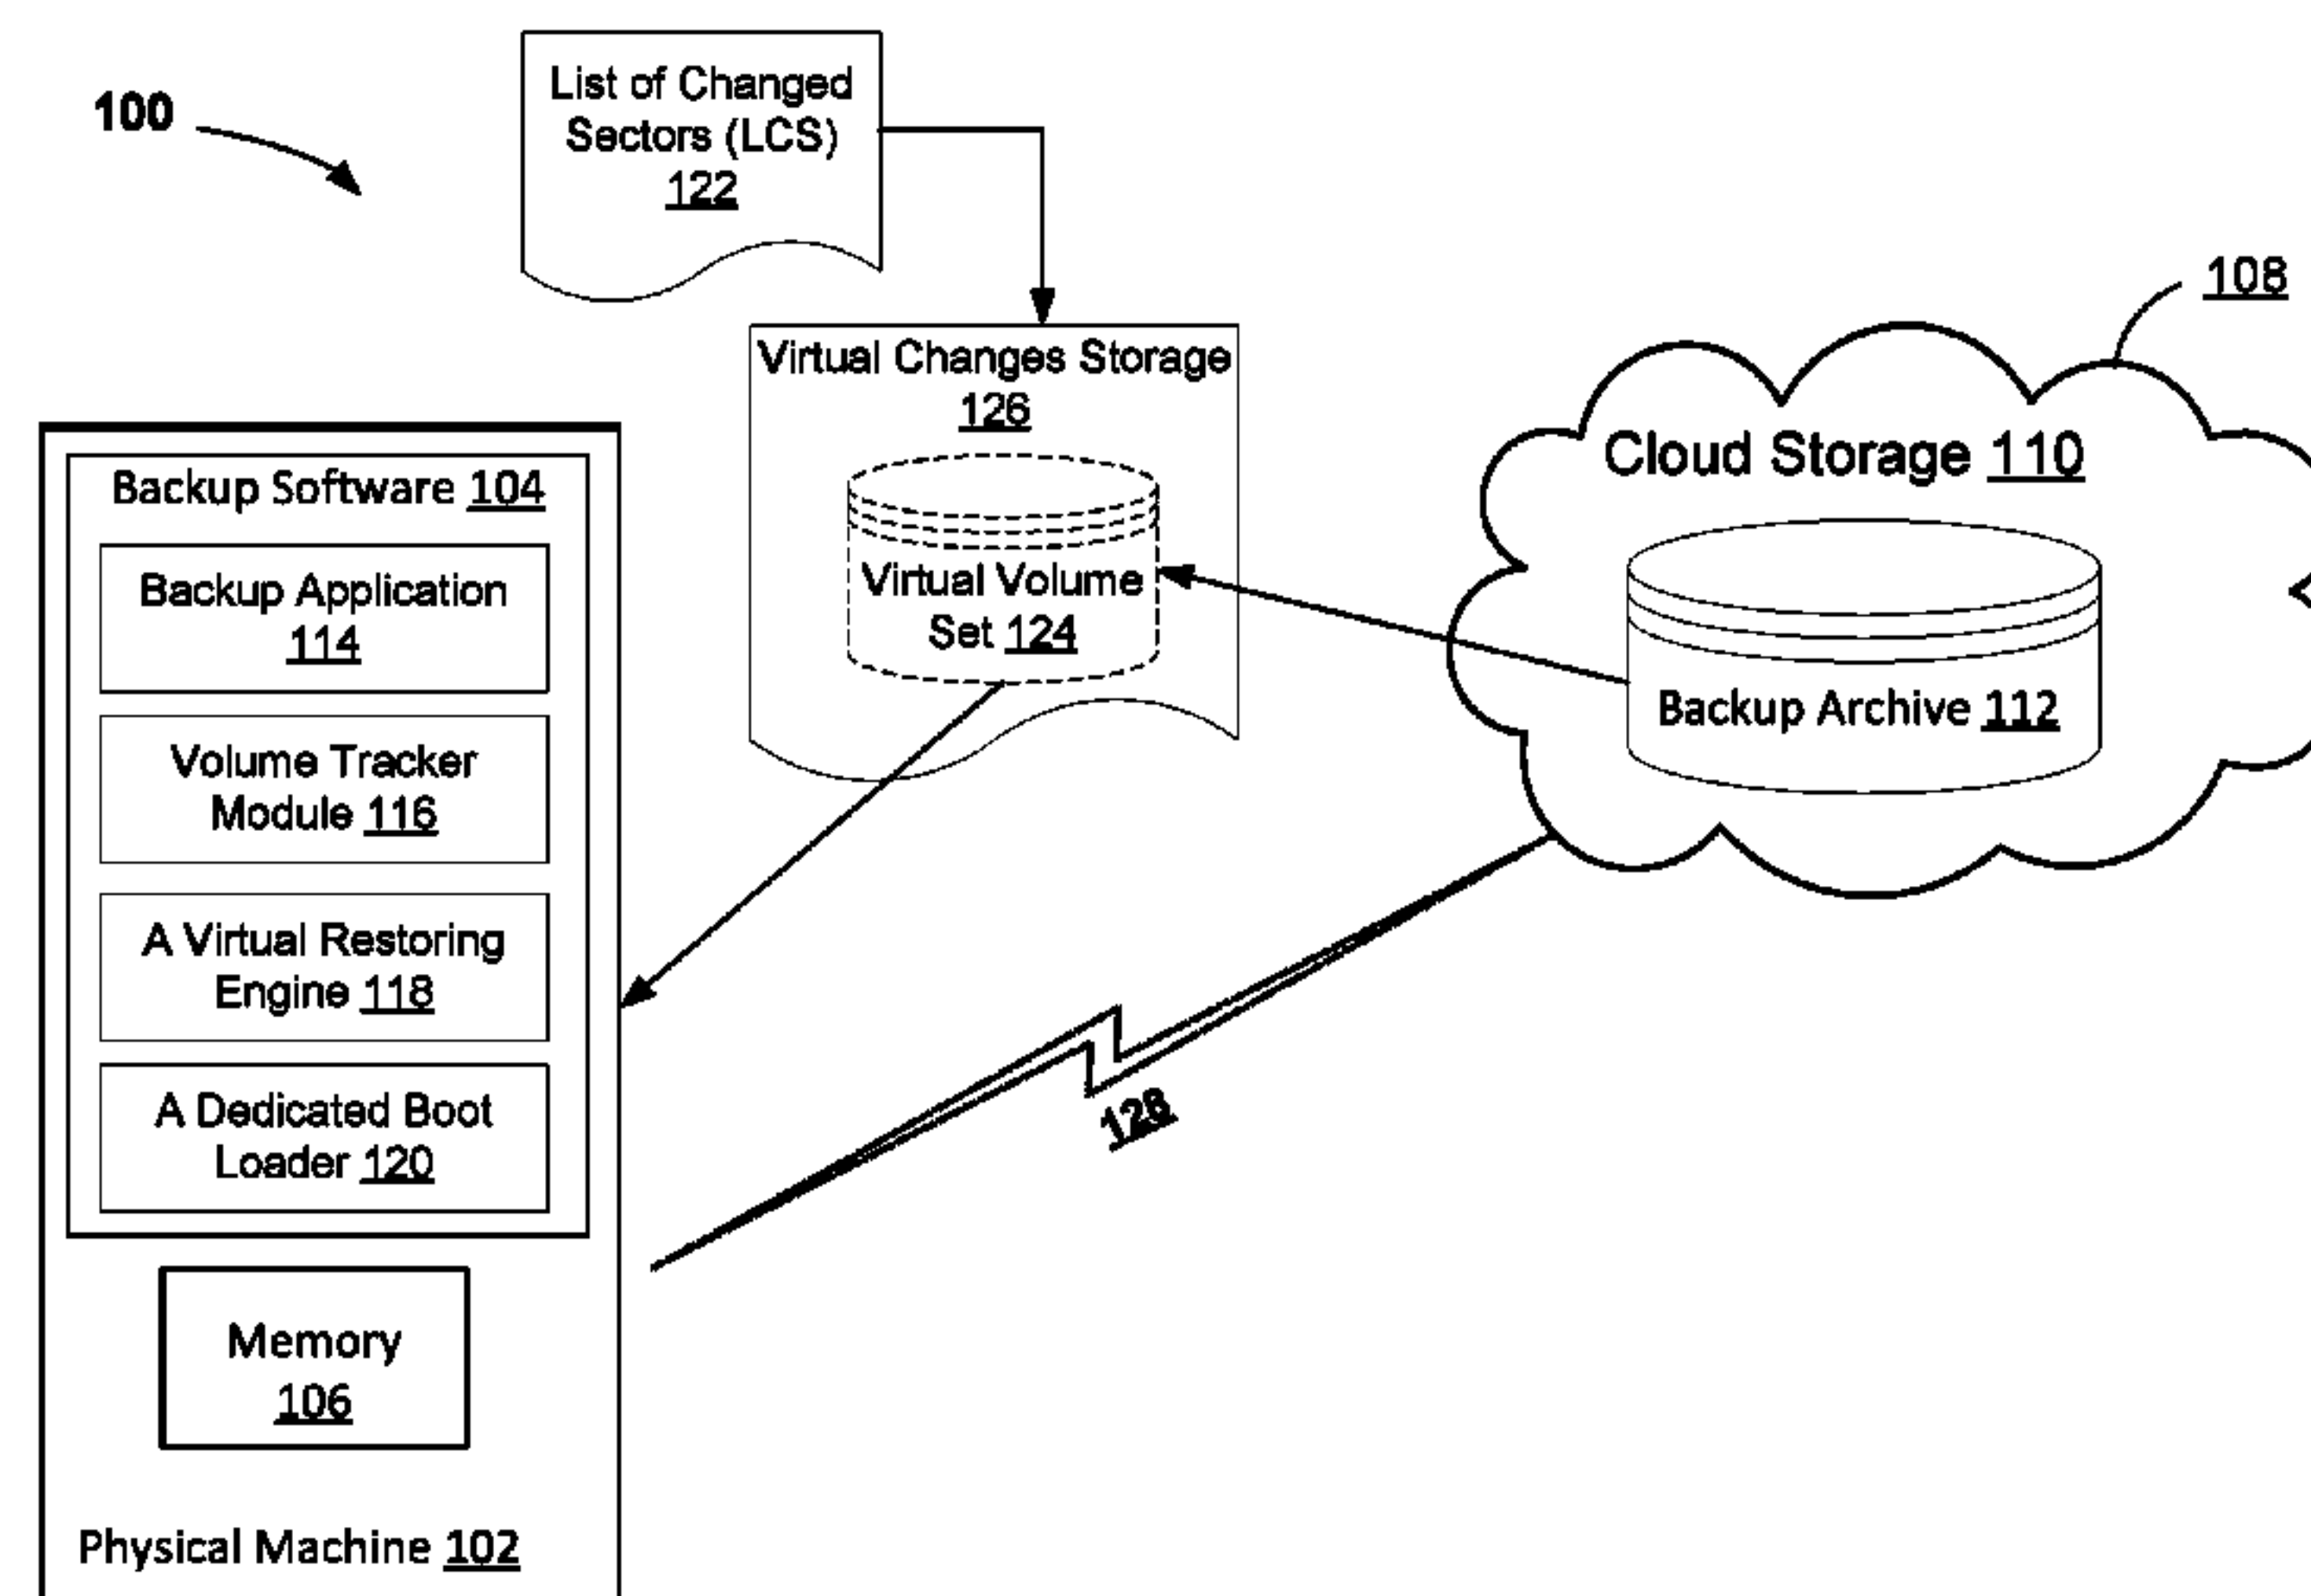 100
List of Changed
Sectors (LCS)
122
108
Virtual Changes Storage
126
Virtual Volume
Set 124
Cloud Storage 110
Backup Archive 112
Backup Software 104
Backup Application
114
Volume Tracker
Module 116
A Virtual Restoring
Engine 118
A Dedicated Boot
Loader 120
128
Memory
106
Physical Machine 102